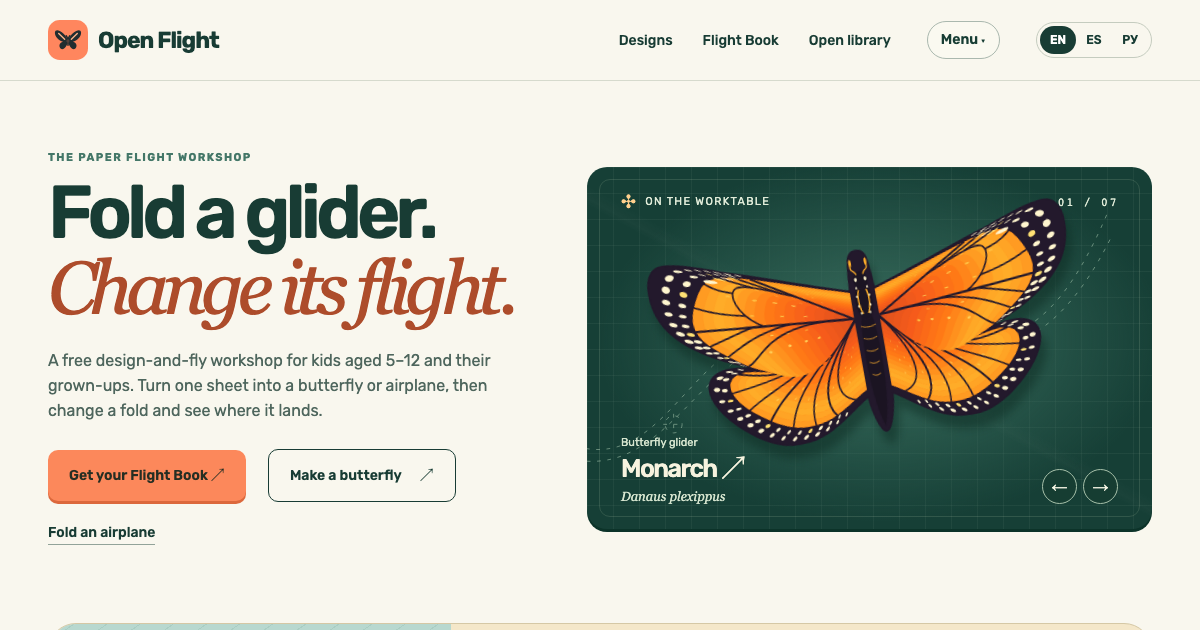 Open Flight
Designs
Flight Book
Open library
Menu
EN
ES
РУ
THE PAPER FLIGHT WORKSHOP
Fold a glider.
Change its flight.
A free design-and-fly workshop for kids aged 5–12 and their
grown-ups. Turn one sheet into a butterfly or airplane, then
change a fold and see where it lands.
Get your Flight Book ↗
Make a butterfly ↗
Fold an airplane
ON THE WORKTABLE
01 / 07
Butterfly glider
Monarch ↗
Danaus plexippus
← →